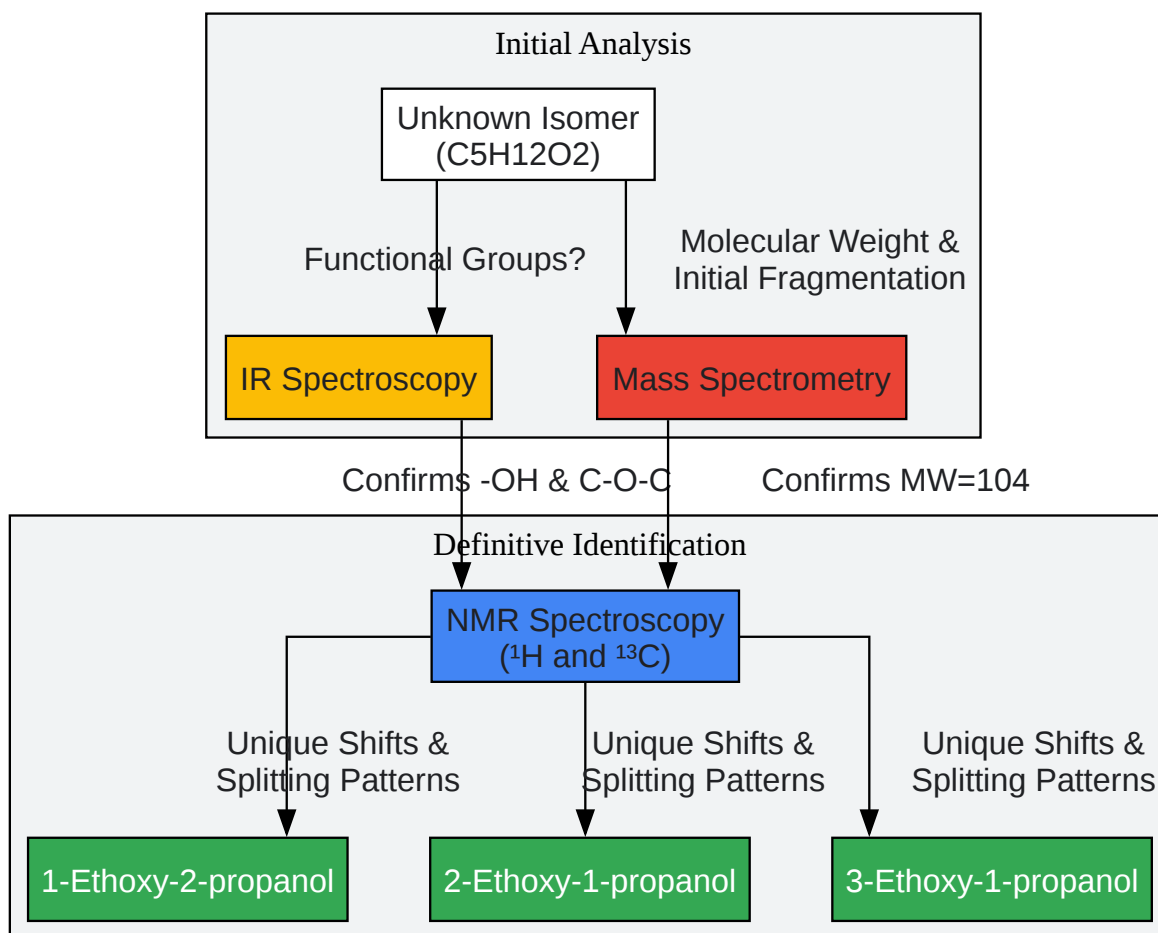 Initial Analysis
Unknown Isomer
(C5H12O2)
Functional Groups?
Molecular Weight &
Initial Fragmentation
IR Spectroscopy
Mass Spectrometry
Confirms -OH & C-O-C
Confirms MW=104
Definitive Identification
NMR Spectroscopy
(¹H and ¹³C)
Unique Shifts &
Splitting Patterns
Unique Shifts &
Splitting Patterns
Unique Shifts &
Splitting Patterns
1-Ethoxy-2-propanol
2-Ethoxy-1-propanol
3-Ethoxy-1-propanol